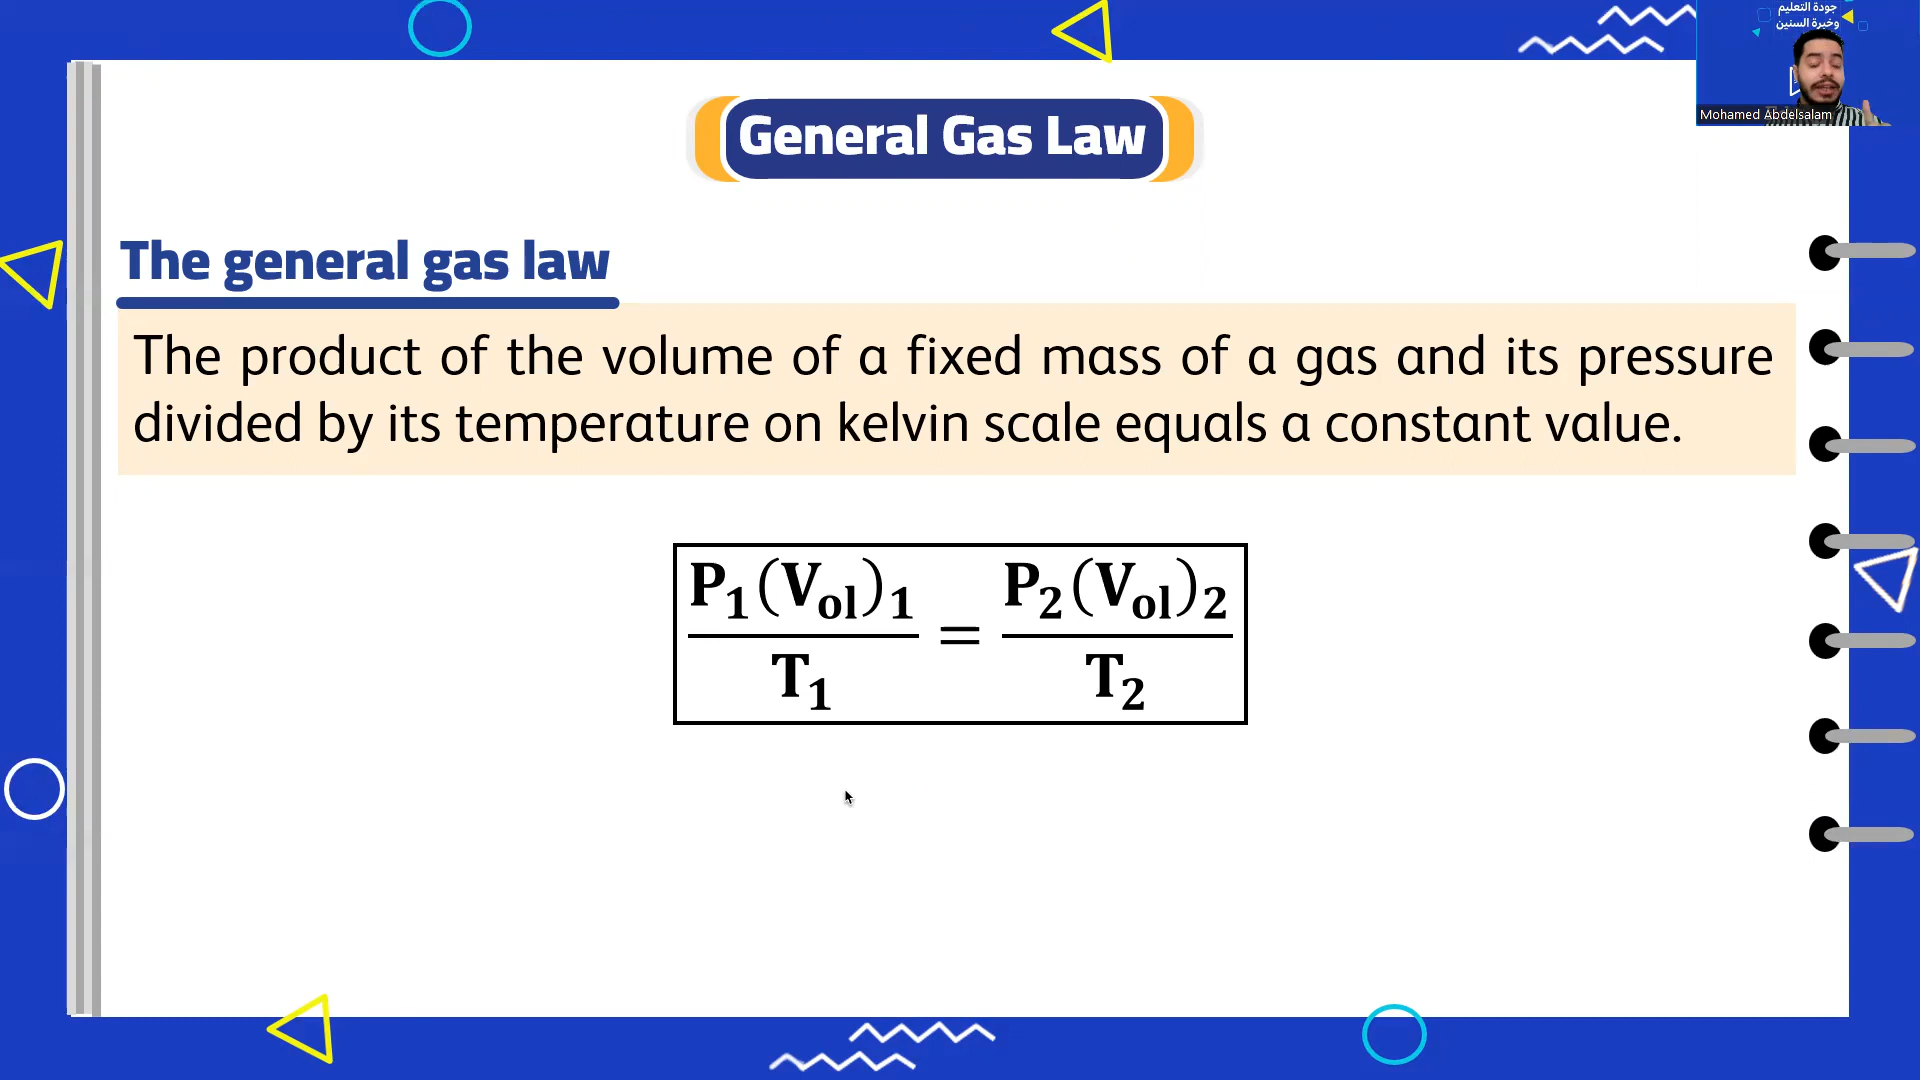 جودة التعليم
وخبرة السنين
Mohamed Abdelsalam
General Gas Law
The general gas law
The product of the volume of a fixed mass of a gas and its pressure
divided by its temperature on kelvin scale equals a constant value.
P₁(Vol)₁/T₁ = P₂(Vol)₂/T₂